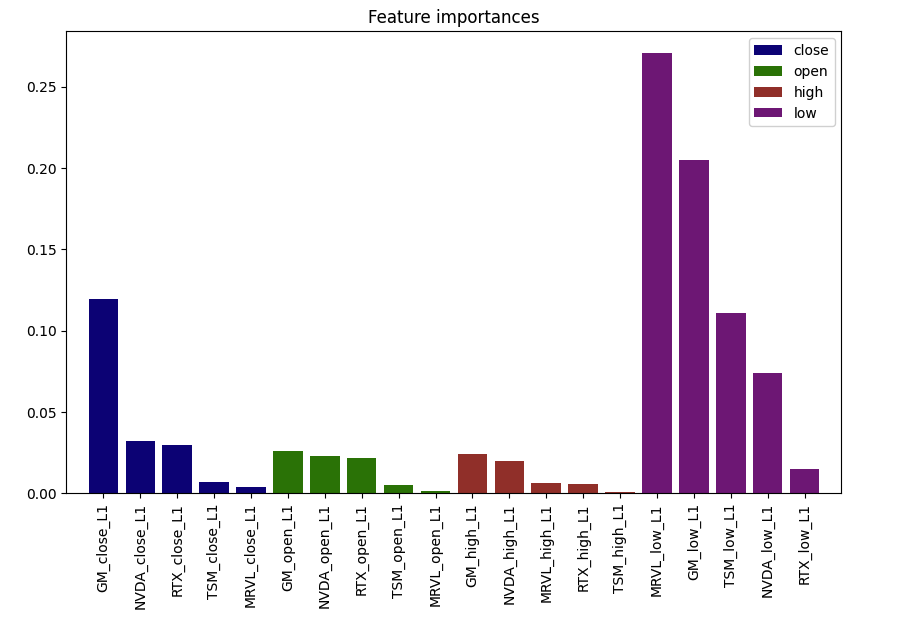 Feature importances
close
open
high
low
0.25
0.20
0.15
0.10
0.05
0.00
GM_close_L1
NVDA_close_L1
RTX_close_L1
TSM_close_L1
MRVL_close_L1
GM_open_L1
NVDA_open_L1
RTX_open_L1
TSM_open_L1
MRVL_open_L1
GM_high_L1
NVDA_high_L1
MRVL_high_L1
RTX_high_L1
TSM_high_L1
MRVL_low_L1
GM_low_L1
TSM_low_L1
NVDA_low_L1
RTX_low_L1